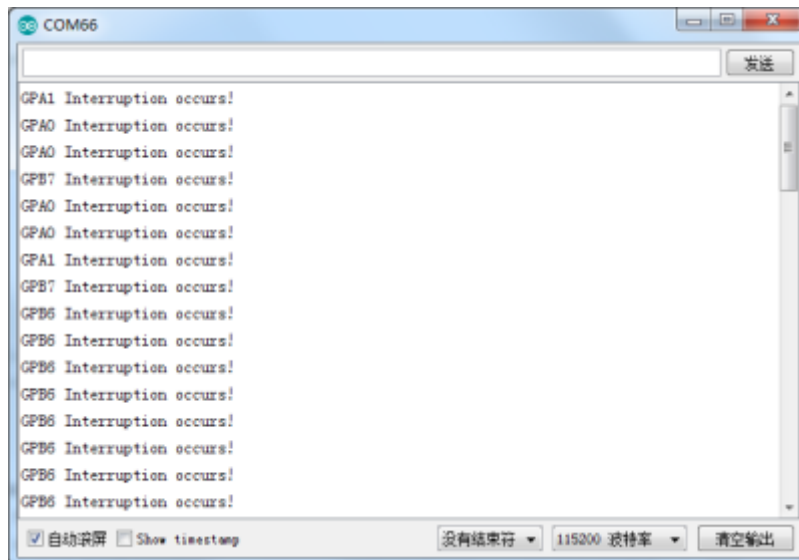 COM66
发送
GPA1 Interruption occurs!
GPA0 Interruption occurs!
GPA0 Interruption occurs!
GPB7 Interruption occurs!
GPA0 Interruption occurs!
GPA0 Interruption occurs!
GPA1 Interruption occurs!
GPB7 Interruption occurs!
GPB6 Interruption occurs!
GPB6 Interruption occurs!
GPB6 Interruption occurs!
GPB6 Interruption occurs!
GPB6 Interruption occurs!
GPB6 Interruption occurs!
GPB6 Interruption occurs!
GPB6 Interruption occurs!
自动滚屏 Show timestamp 没有结束符 115200 波特率 清空输出